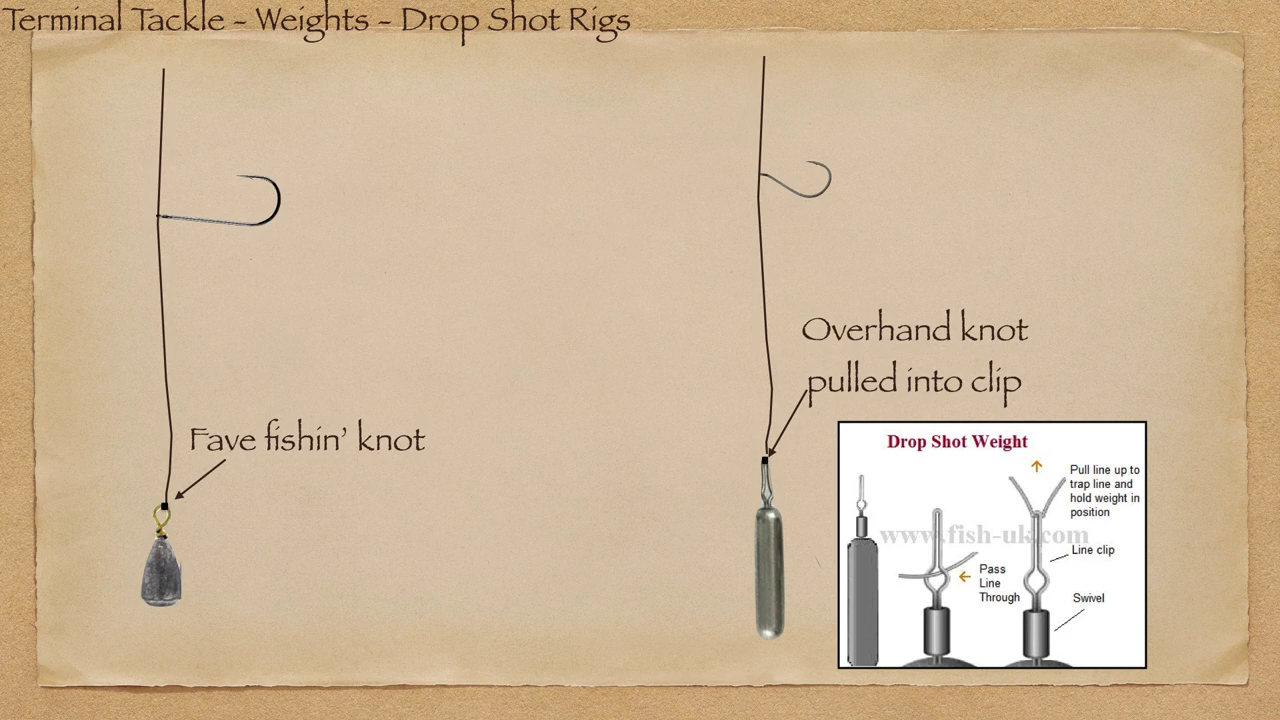 Terminal Tackle - Weights - Drop Shot Rigs
Overhand knot
pulled into clip
Fave fishin' knot
Drop Shot Weight
Pull line up to
trap line and
hold weight in
position
www.fish-uk.com
Line clip
Pass
Line
Through
Swivel